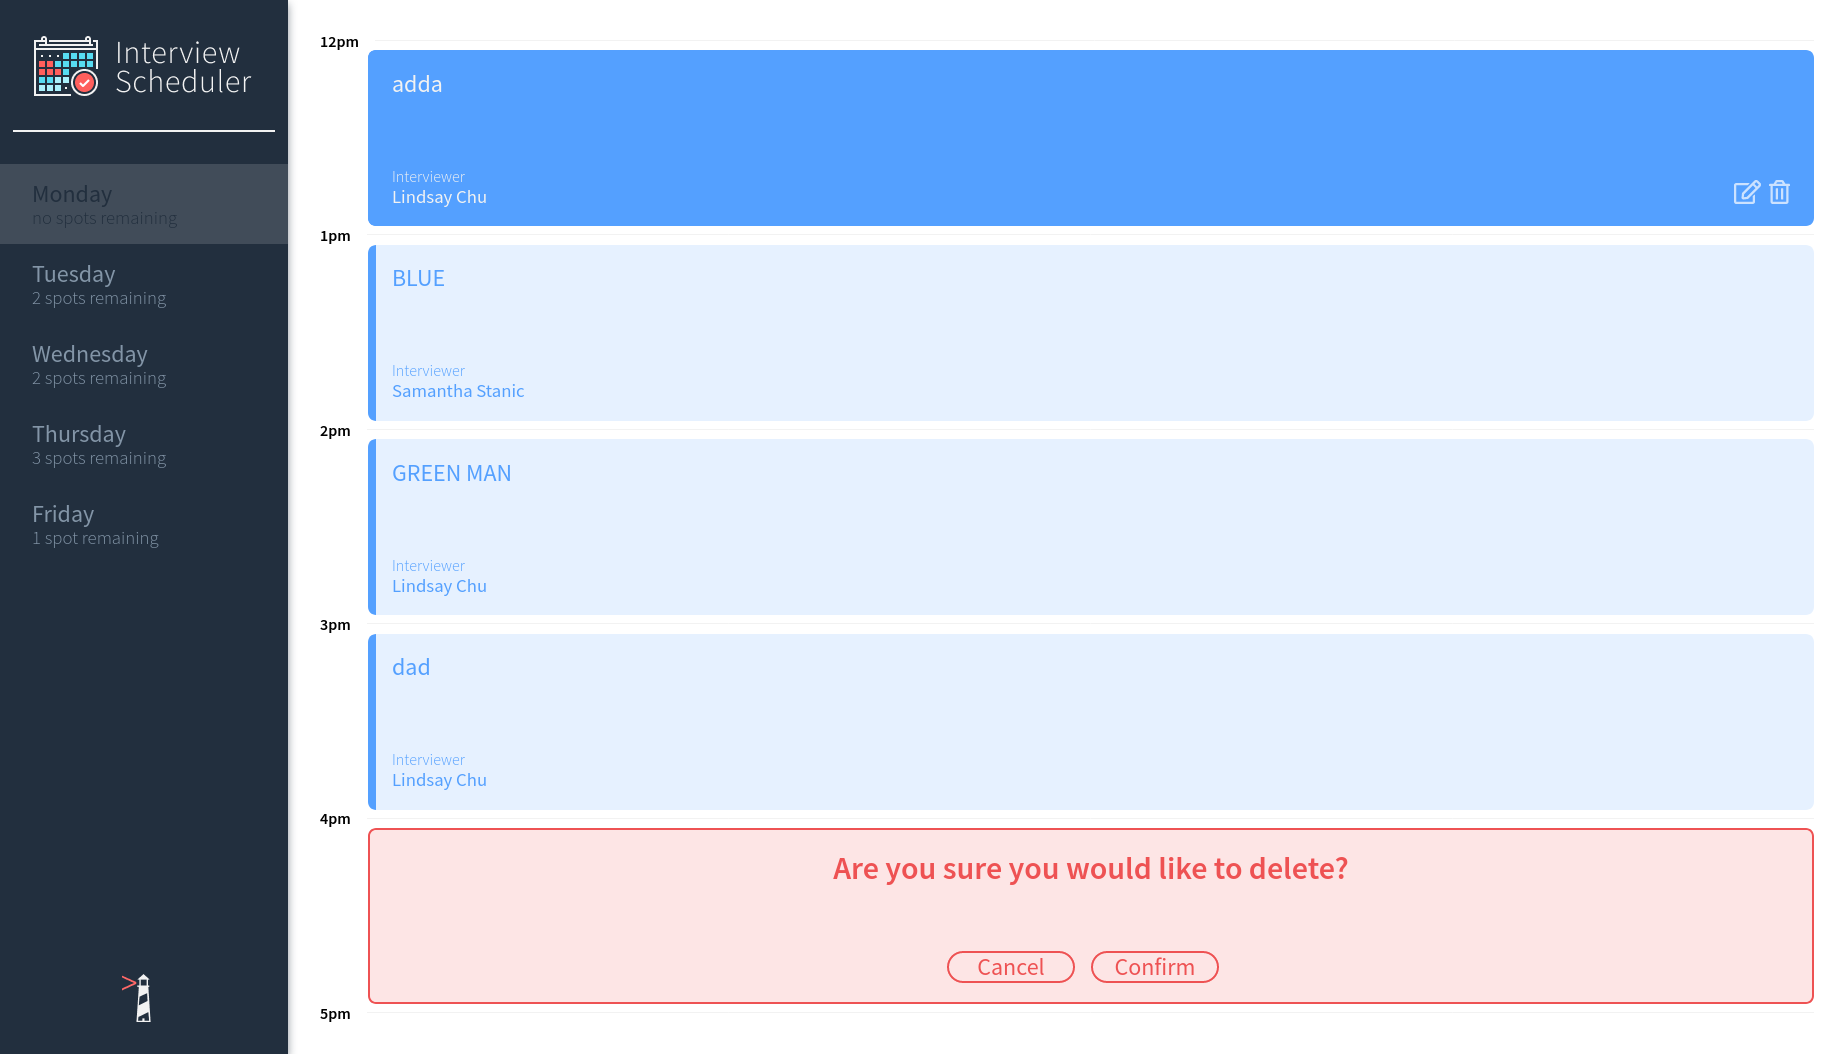 Interview
Scheduler
Monday
no spots remaining
Tuesday
2 spots remaining
Wednesday
2 spots remaining
Thursday
3 spots remaining
Friday
1 spot remaining
12pm
adda
Interviewer
Lindsay Chu
1pm
BLUE
Interviewer
Samantha Stanic
2pm
GREEN MAN
Interviewer
Lindsay Chu
3pm
dad
Interviewer
Lindsay Chu
4pm
Are you sure you would like to delete?
Cancel Confirm
5pm